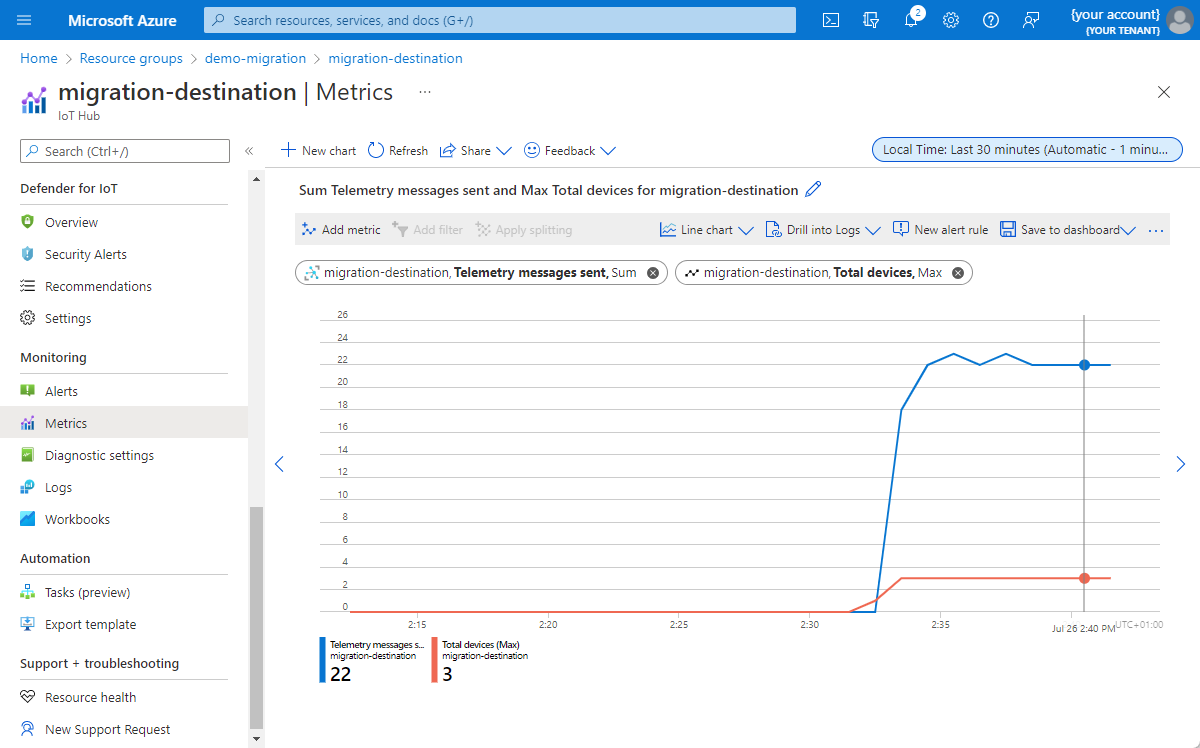 Microsoft Azure
Search resources, services, and docs (G+/)
2
{your account}
{YOUR TENANT}
Home > Resource groups > demo-migration > migration-destination
migration-destination | Metrics ...
IoT Hub
Search (Ctrl+/)
«
New chart
Refresh
Share
Feedback
Local Time: Last 30 minutes (Automatic - 1 minu...
Defender for IoT
Overview
Security Alerts
Recommendations
Settings
Monitoring
Alerts
Metrics
Diagnostic settings
Logs
Workbooks
Automation
Tasks (preview)
Export template
Support + troubleshooting
Resource health
New Support Request
Sum Telemetry messages sent and Max Total devices for migration-destination
Add metric
Add filter
Apply splitting
Line chart
Drill into Logs
New alert rule
Save to dashboard
...
migration-destination, Telemetry messages sent, Sum
migration-destination, Total devices, Max
26
24
22
20
18
16
14
12
10
8
6
4
2
0
2:15
2:20
2:25
2:30
2:35
Jul 26 2:40 PM
UTC+01:00
Telemetry messages s...
migration-destination
22
Total devices (Max)
migration-destination
3